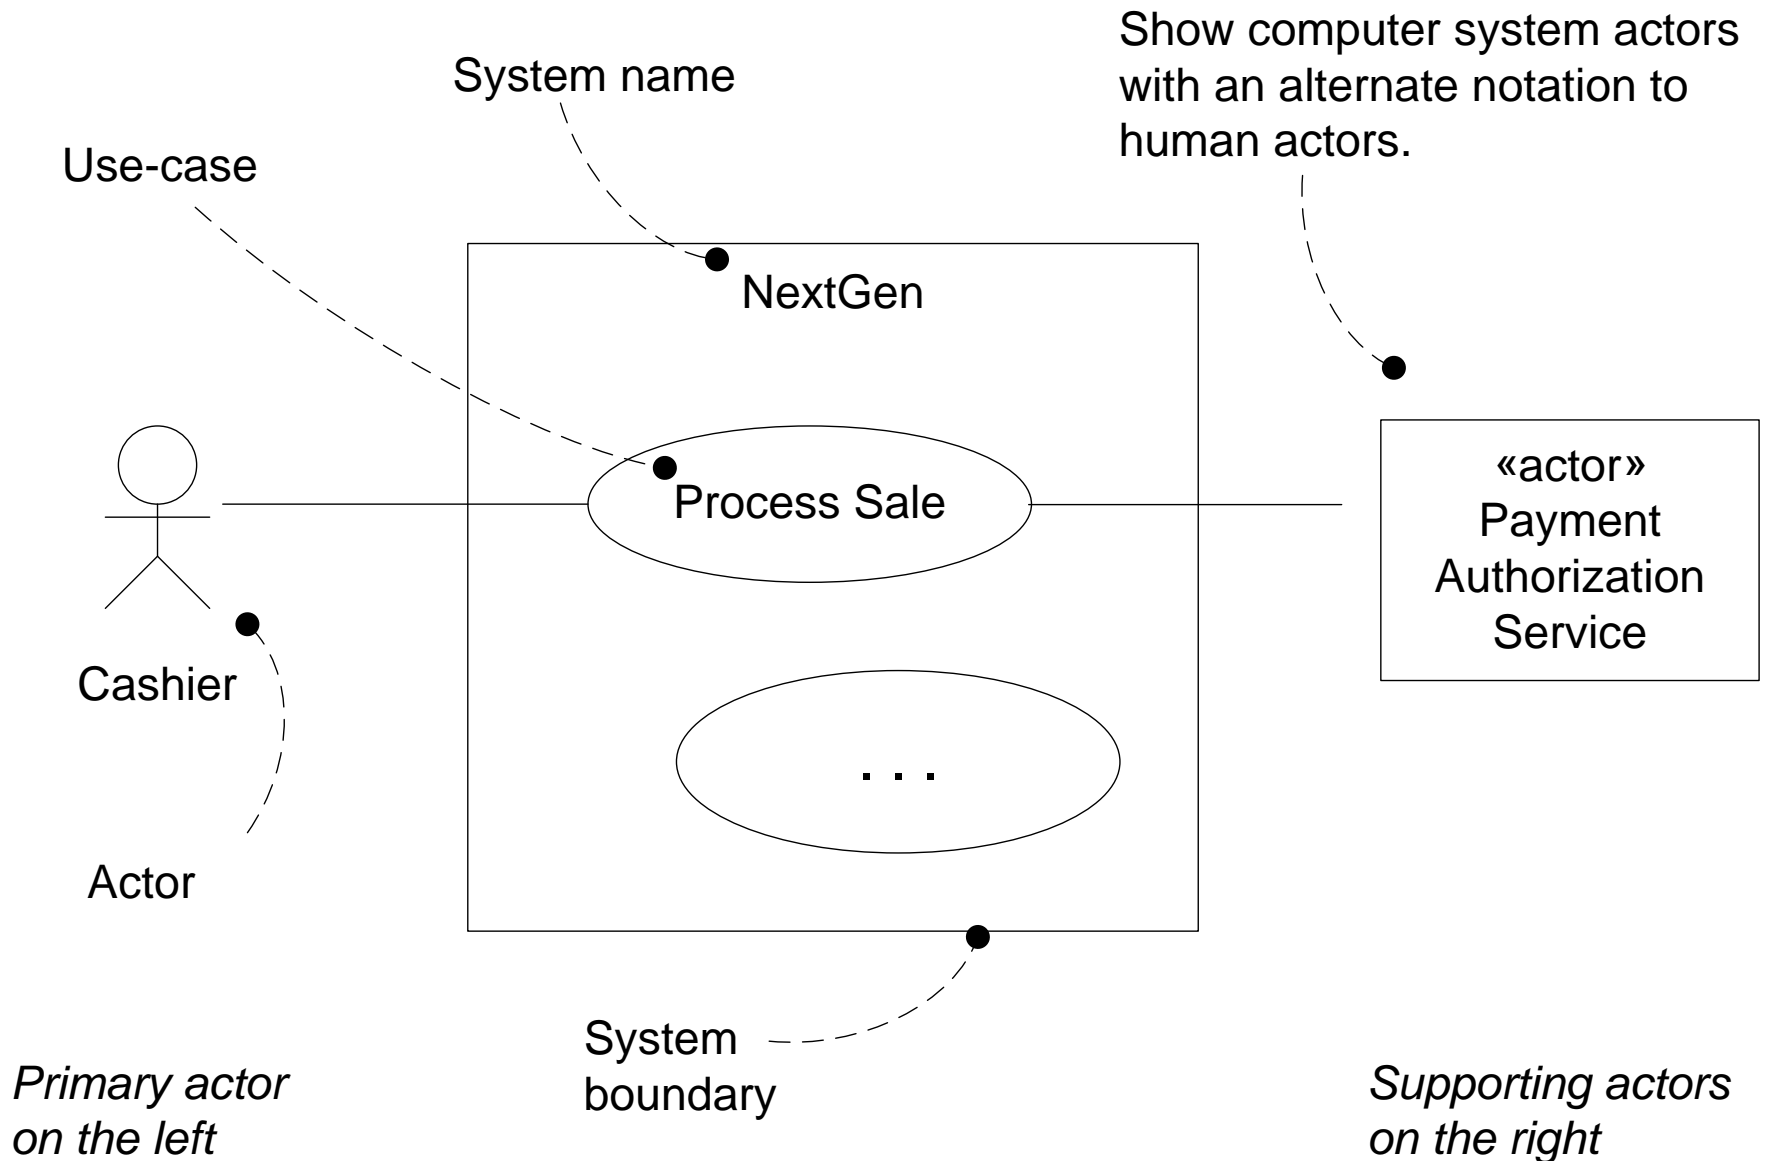 Show computer system actors
with an alternate notation to
human actors.
System name
Use-case
NextGen
Process Sale
«actor»
Payment
Authorization
Service
Cashier
. . .
Actor
System
boundary
Primary actor
on the left
Supporting actors
on the right